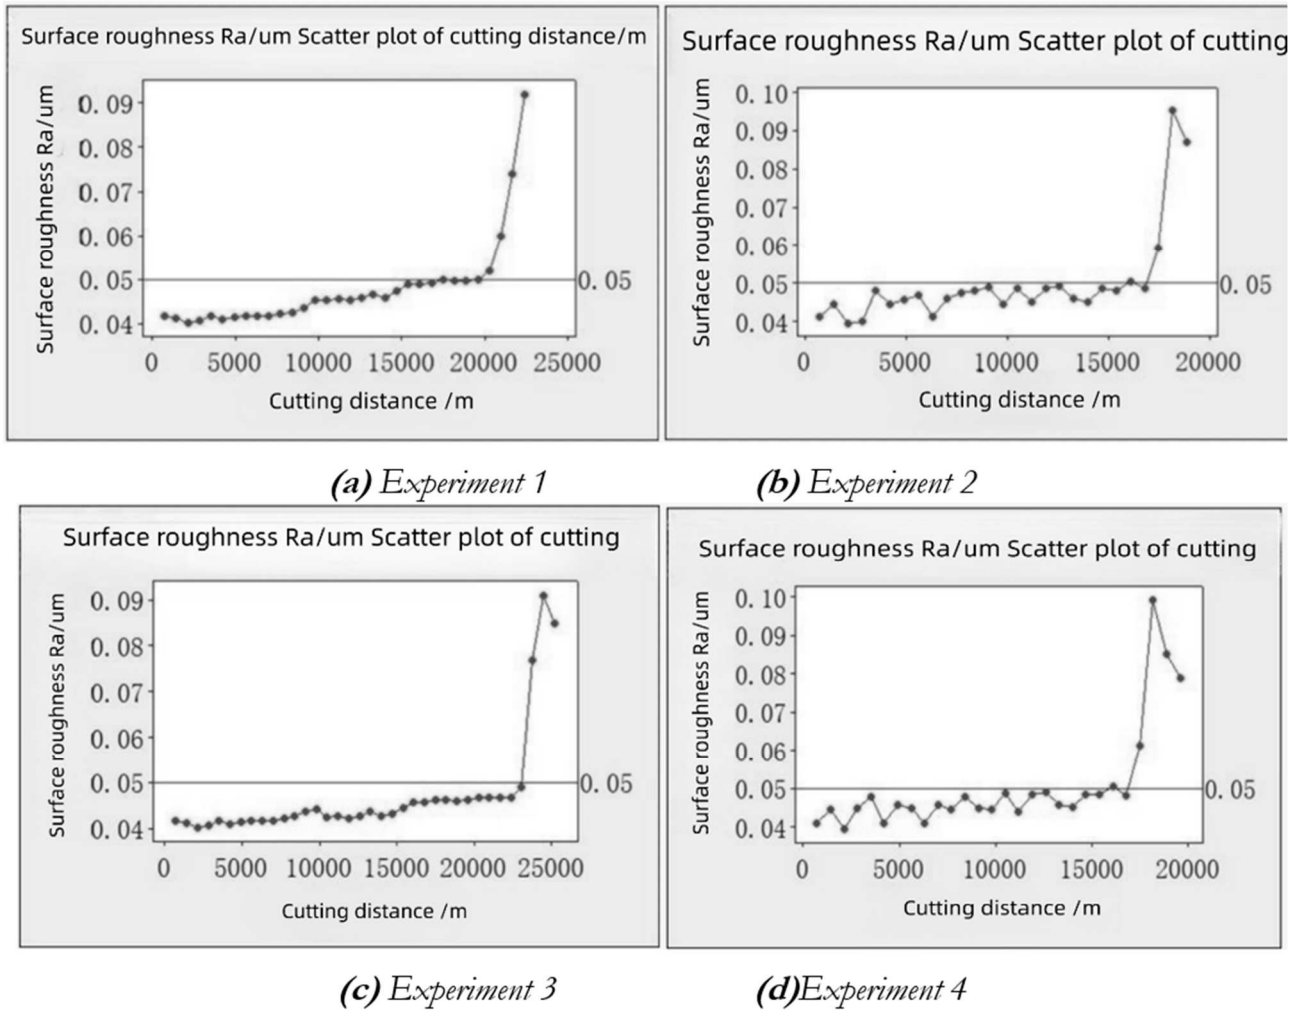 Surface roughness Ra/um Scatter plot of cutting distance/m
Surface roughness Ra/um
0.09
0.08
0.07
0.06
0.05
0.04
0.05
0 5000 10000 15000 20000 25000
Cutting distance /m
(a) Experiment 1
Surface roughness Ra/um Scatter plot of cutting
Surface roughness Ra/um
0.10
0.09
0.08
0.07
0.06
0.05
0.04
0.05
0 5000 10000 15000 20000
Cutting distance /m
(b) Experiment 2
Surface roughness Ra/um Scatter plot of cutting
Surface roughness Ra/um
0.09
0.08
0.07
0.06
0.05
0.04
0.05
0 5000 10000 15000 20000 25000
Cutting distance /m
(c) Experiment 3
Surface roughness Ra/um Scatter plot of cutting
Surface roughness Ra/um
0.10
0.09
0.08
0.07
0.06
0.05
0.04
0.05
0 5000 10000 15000 20000
Cutting distance /m
(d)Experiment 4